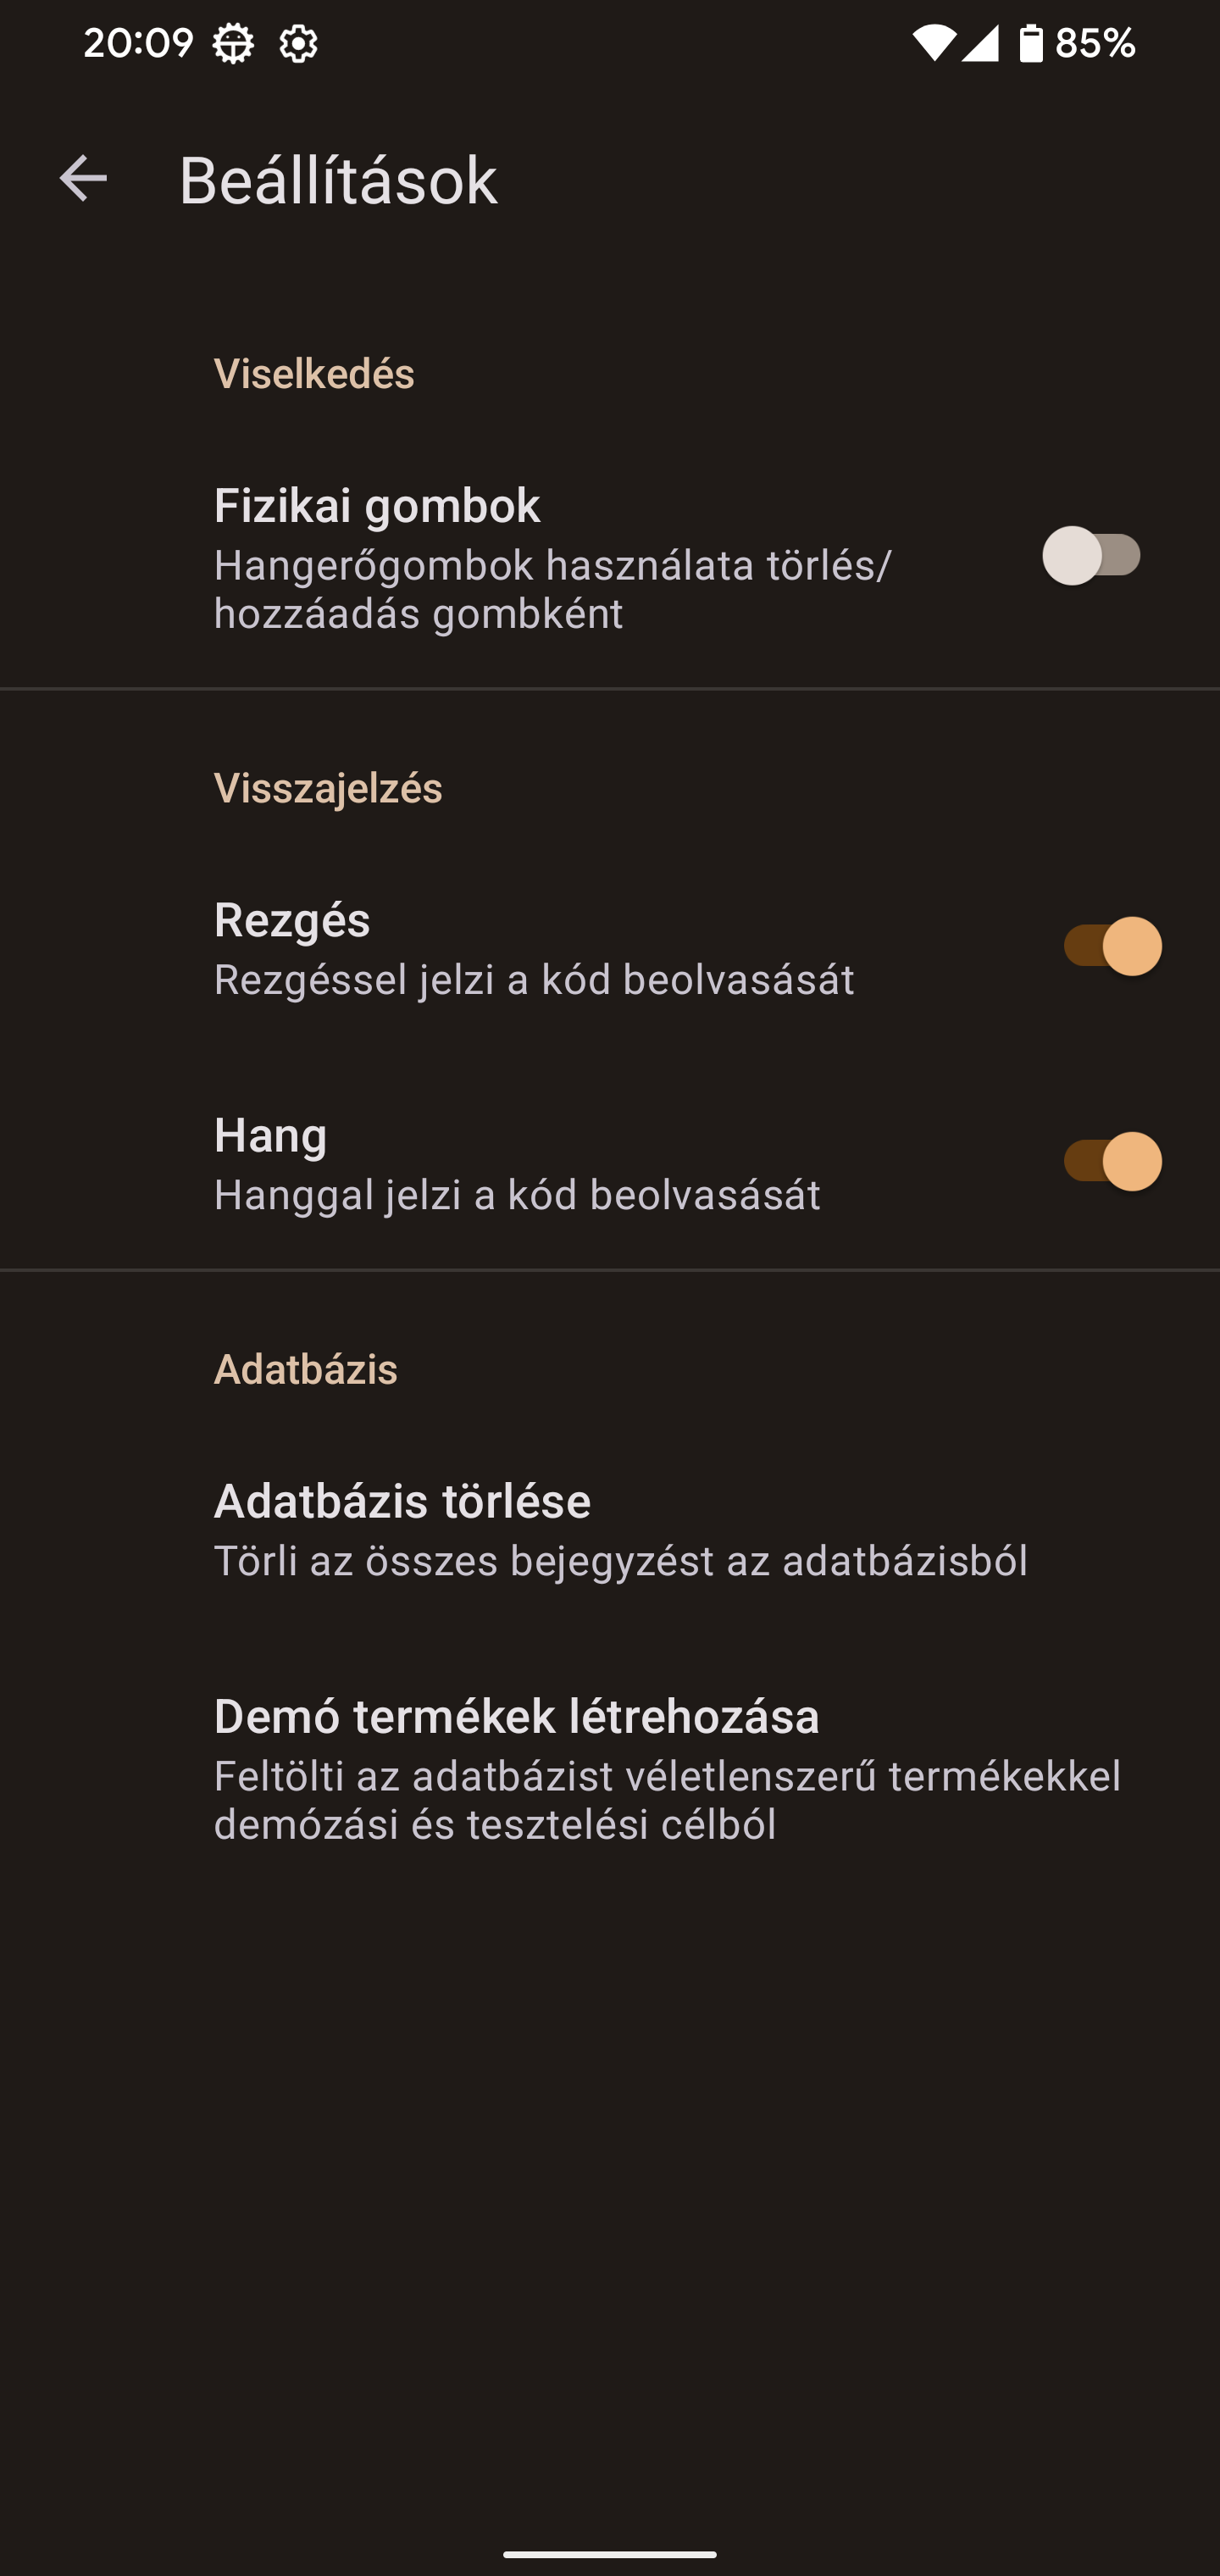 20:09
85%
Beállítások
Viselkedés
Fizikai gombok
Hangerőgombok használata törlés/
hozzáadás gombként
Visszajelzés
Rezgés
Rezgéssel jelzi a kód beolvasását
Hang
Hanggal jelzi a kód beolvasását
Adatbázis
Adatbázis törlése
Törli az összes bejegyzést az adatbázisból
Demó termékek létrehozása
Feltölti az adatbázist véletlenszerű termékekkel
demózási és tesztelési célból